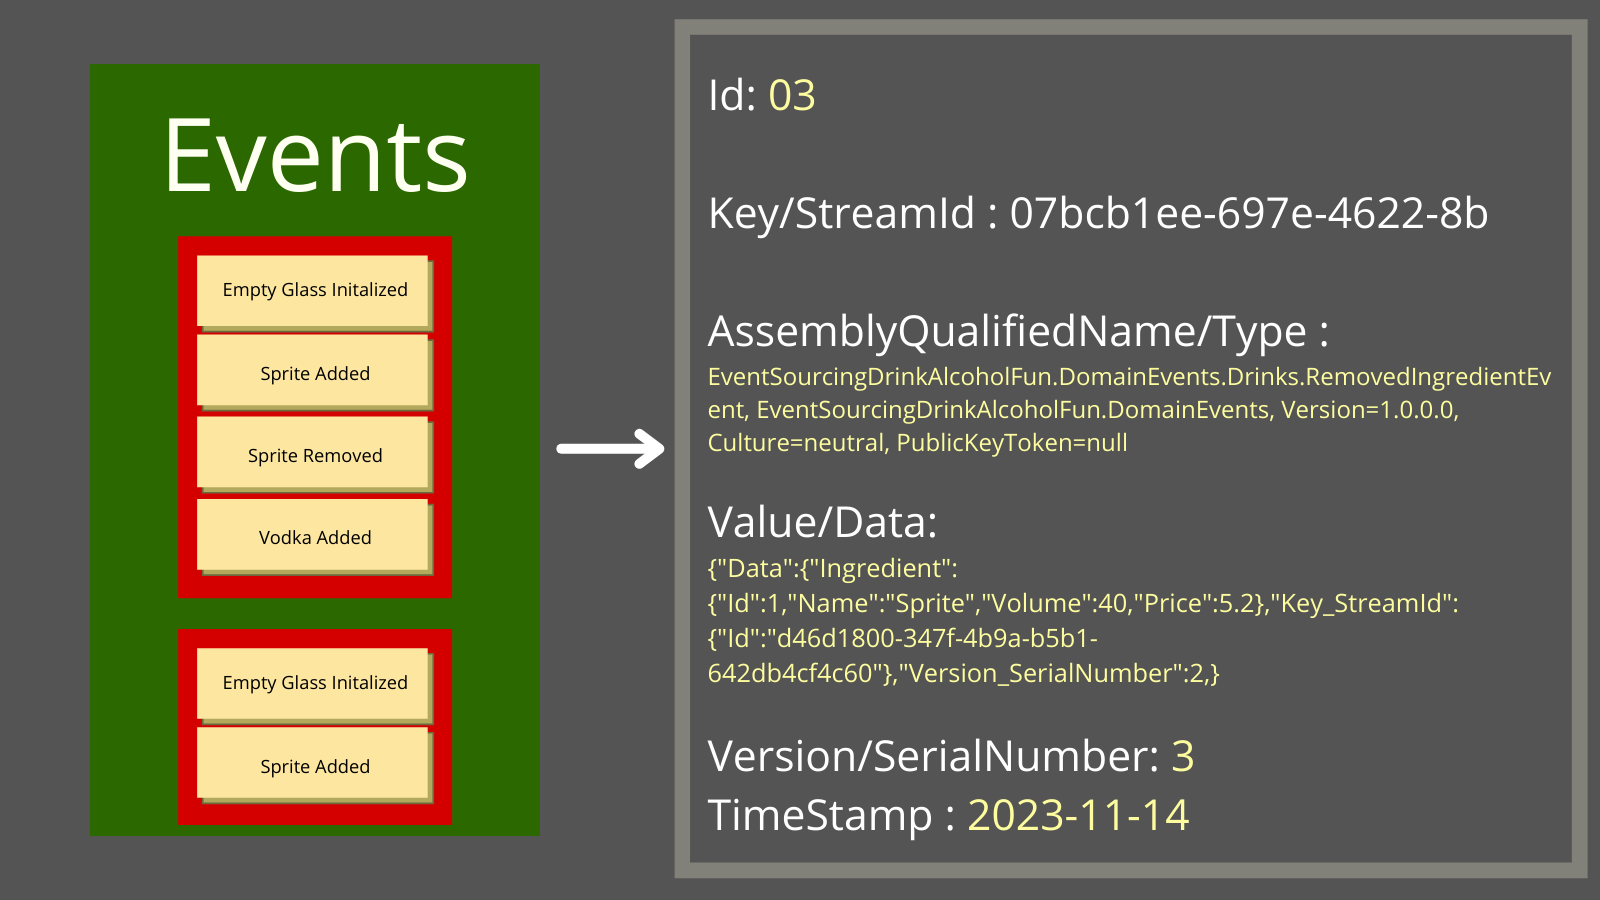 Events
Empty Glass Initalized
Sprite Added
Sprite Removed
Vodka Added
Empty Glass Initalized
Sprite Added
Id: 03
Key/StreamId : 07bcb1ee-697e-4622-8b
AssemblyQualifiedName/Type :
EventSourcingDrinkAlcoholFun.DomainEvents.Drinks.RemovedIngredientEv
ent, EventSourcingDrinkAlcoholFun.DomainEvents, Version=1.0.0.0,
Culture=neutral, PublicKeyToken=null
Value/Data:
{"Data":{"Ingredient":
{"Id":1,"Name":"Sprite","Volume":40,"Price":5.2},"Key_StreamId":
{"Id":"d46d1800-347f-4b9a-b5b1-
642db4cf4c60"},"Version_SerialNumber":2,}
Version/SerialNumber: 3
TimeStamp : 2023-11-14